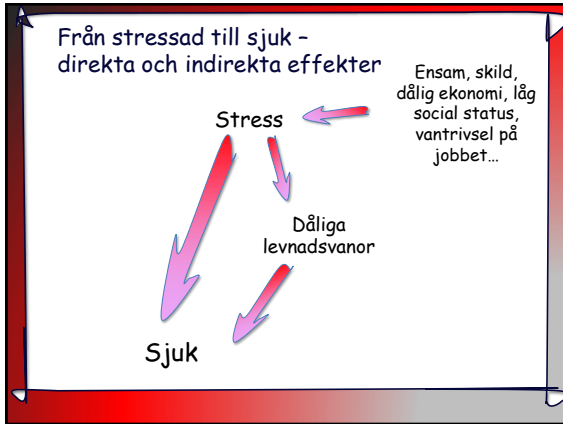 Från stressad till sjuk –
direkta och indirekta effekter
Ensam, skild,
dålig ekonomi, låg
social status,
vantrivsel på
jobbet…
Stress
Dåliga
levnadsvanor
Sjuk